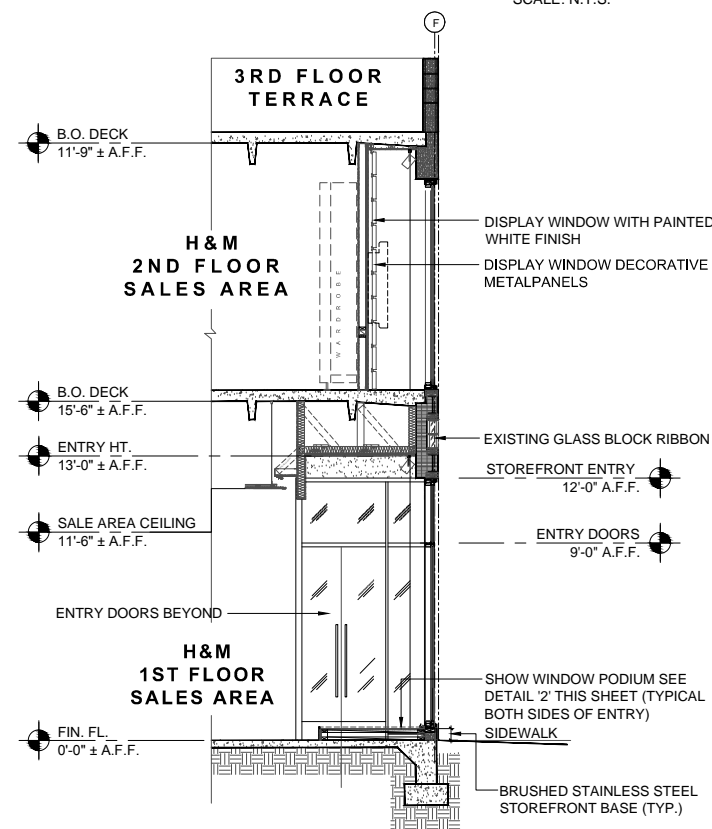 SCALE: N.T.S.
F
3RD FLOOR
TERRACE
B.O. DECK
11'-9" ± A.F.F.
DISPLAY WINDOW WITH PAINTED
WHITE FINISH
H&M
2ND FLOOR
SALES AREA
DISPLAY WINDOW DECORATIVE
METALPANELS
WARDROBE
B.O. DECK
15'-6" ± A.F.F.
EXISTING GLASS BLOCK RIBBON
ENTRY HT.
13'-0" ± A.F.F.
STOREFRONT ENTRY
12'-0" A.F.F.
SALE AREA CEILING
11'-6" ± A.F.F.
ENTRY DOORS
9'-0" A.F.F.
ENTRY DOORS BEYOND
H&M
1ST FLOOR
SALES AREA
SHOW WINDOW PODIUM SEE
DETAIL '2' THIS SHEET (TYPICAL
BOTH SIDES OF ENTRY)
SIDEWALK
FIN. FL.
0'-0" ± A.F.F.
BRUSHED STAINLESS STEEL
STOREFRONT BASE (TYP.)